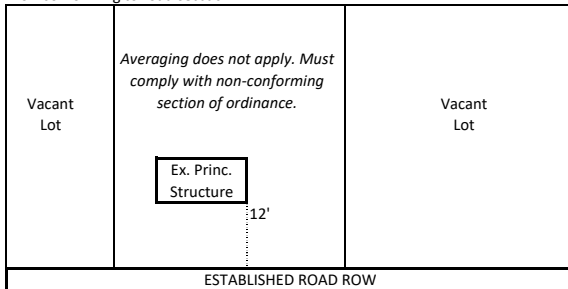 Averaging does not apply. Must
comply with non-conforming
section of ordinance.
Vacant
Lot
Vacant
Lot
Ex. Princ.
Structure
12'
ESTABLISHED ROAD ROW